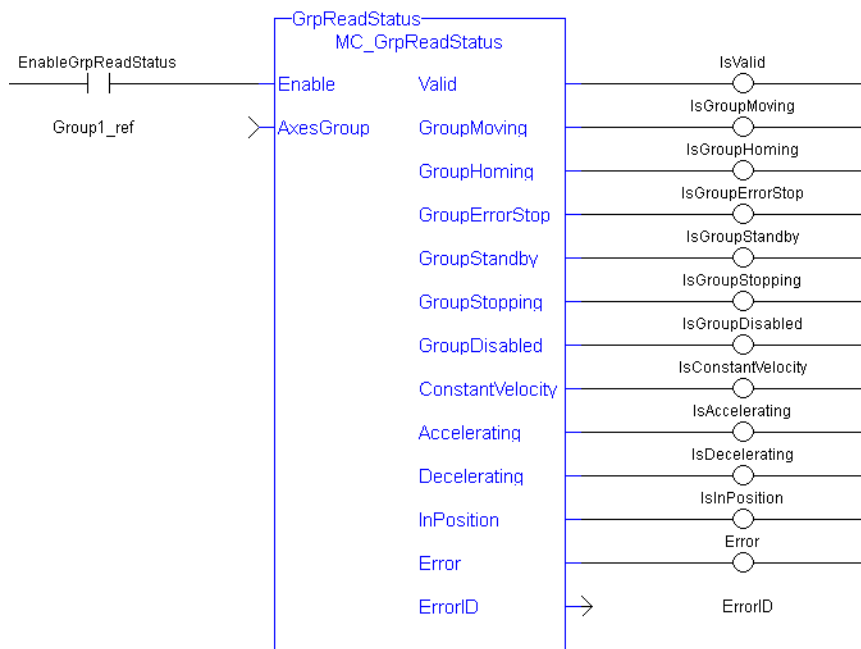 GrpReadStatus
MC_GrpReadStatus
EnableGrpReadStatus Enable Valid IsValid
Group1_ref AxesGroup GroupMoving IsGroupMoving
GroupHoming IsGroupHoming
GroupErrorStop IsGroupErrorStop
GroupStandby IsGroupStandby
GroupStopping IsGroupStopping
GroupDisabled IsGroupDisabled
ConstantVelocity IsConstantVelocity
Accelerating IsAccelerating
Decelerating IsDecelerating
InPosition IsInPosition
Error Error
ErrorID ErrorID